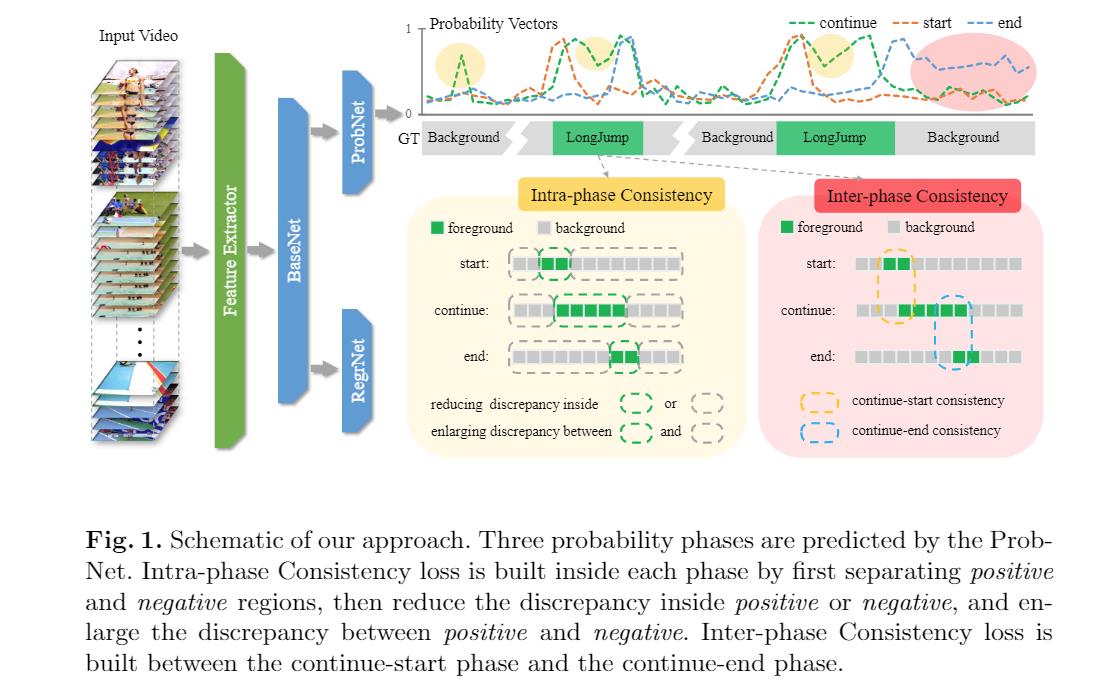 Input Video
Probability Vectors
continue
start
end
1
0
GT
Background
LongJump
Background
LongJump
Background
Feature Extractor
BaseNet
ProbNet
RegrNet
Intra-phase Consistency
foreground
background
start:
continue:
end:
reducing discrepancy inside or
enlarging discrepancy between and
Inter-phase Consistency
foreground
background
start:
continue:
end:
continue-start consistency
continue-end consistency
Fig. 1. Schematic of our approach. Three probability phases are predicted by the Prob-
Net. Intra-phase Consistency loss is built inside each phase by first separating positive
and negative regions, then reduce the discrepancy inside positive or negative, and en-
large the discrepancy between positive and negative. Inter-phase Consistency loss is
built between the continue-start phase and the continue-end phase.